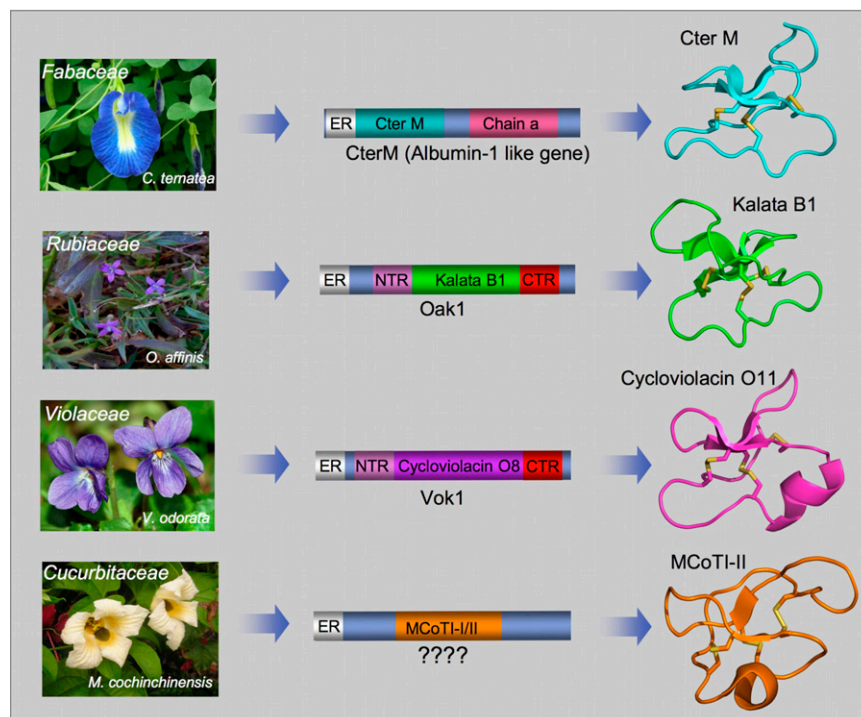 Fabaceae
C. ternatea
ER Cter M Chain a
CterM (Albumin-1 like gene)
Cter M
Rubiaceae
O. affinis
ER NTR Kalata B1 CTR
Oak1
Kalata B1
Violaceae
V. odorata
ER NTR Cycloviolacin O8 CTR
Vok1
Cycloviolacin O11
Cucurbitaceae
M. cochinchinensis
ER MCoTI-I/II
????
MCoTI-II